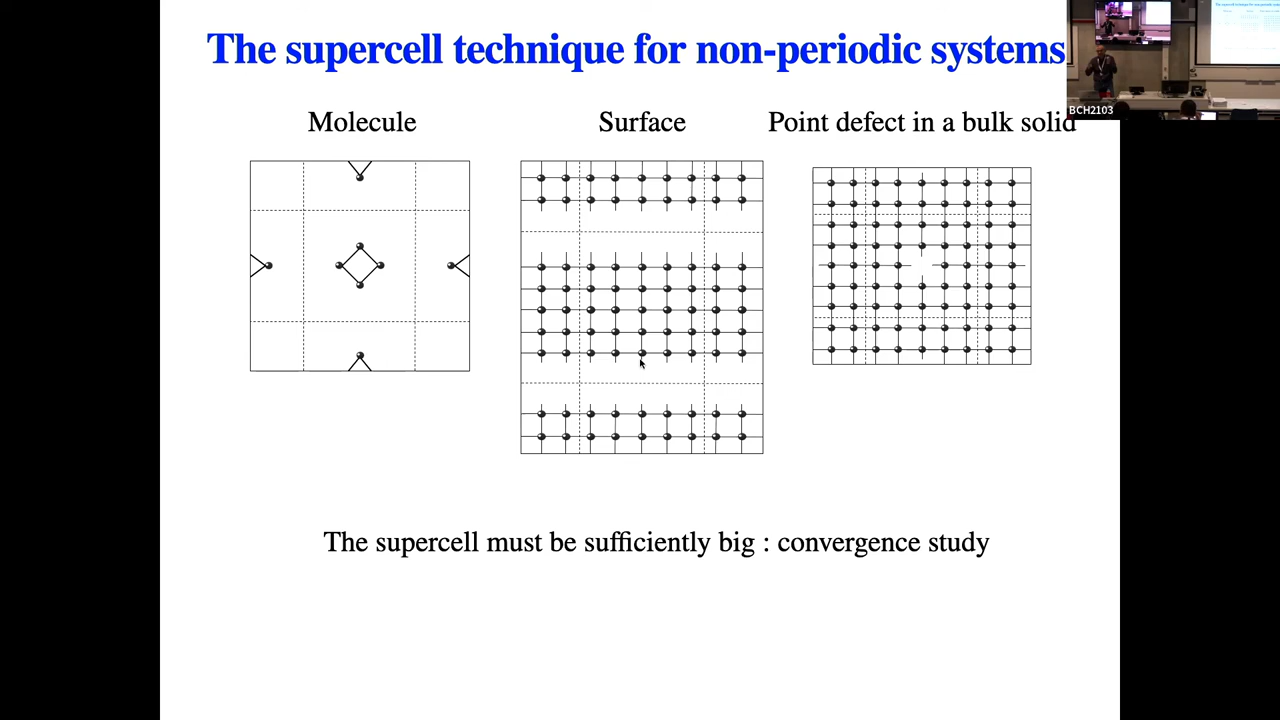 The supercell technique for non-periodic systems
BCH2103
Molecule
Surface
Point defect in a bulk solid
The supercell must be sufficiently big : convergence study